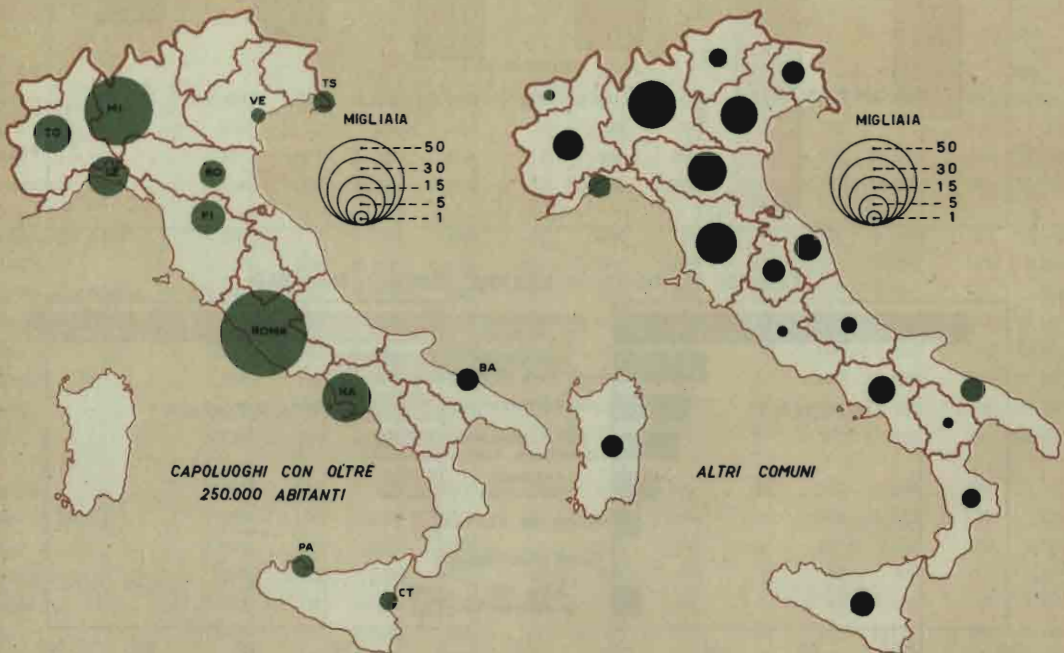 TS
VE
MI
TO
GE
BO
FI
MIGLIAIA
50
30
15
5
1
ROMA
BA
NA
CAPOLUOGHI CON OLTRE
250.000 ABITANTI
PA
CT
MIGLIAIA
50
30
15
5
1
ALTRI COMUNI